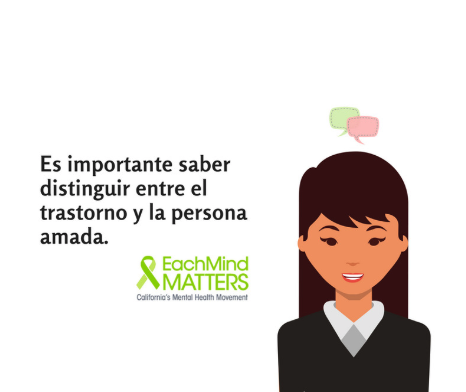 Es importante saber
distinguir entre el
trastorno y la persona
amada.
EachMind
MATTERS
California's Mental Health Movement